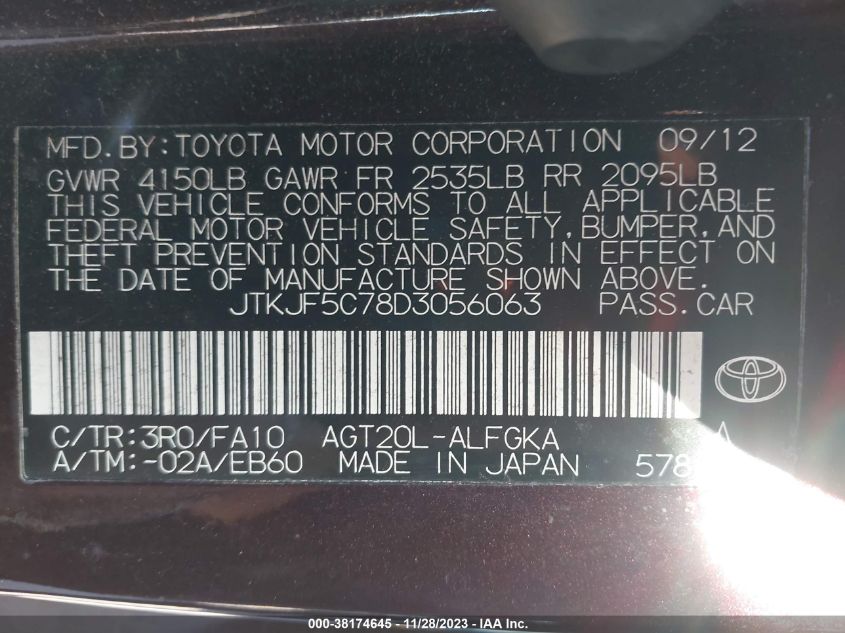 MFD. BY: TOYOTA MOTOR CORPORATION 09/12
GVWR 4150LB GAWR FR 2535LB RR 2095LB
THIS VEHICLE CONFORMS TO ALL APPLICABLE
FEDERAL MOTOR VEHICLE SAFETY, BUMPER, AND
THEFT PREVENTION STANDARDS IN EFFECT ON
THE DATE OF MANUFACTURE SHOWN ABOVE.
JTKJF5C78D3056063 PASS. CAR
C/TR: 3R0/FA10 AGT20L-ALFGKA A
A/TM: -02A/EB60 MADE IN JAPAN
000-38174645 | 11/28/2023 - IAA Inc.